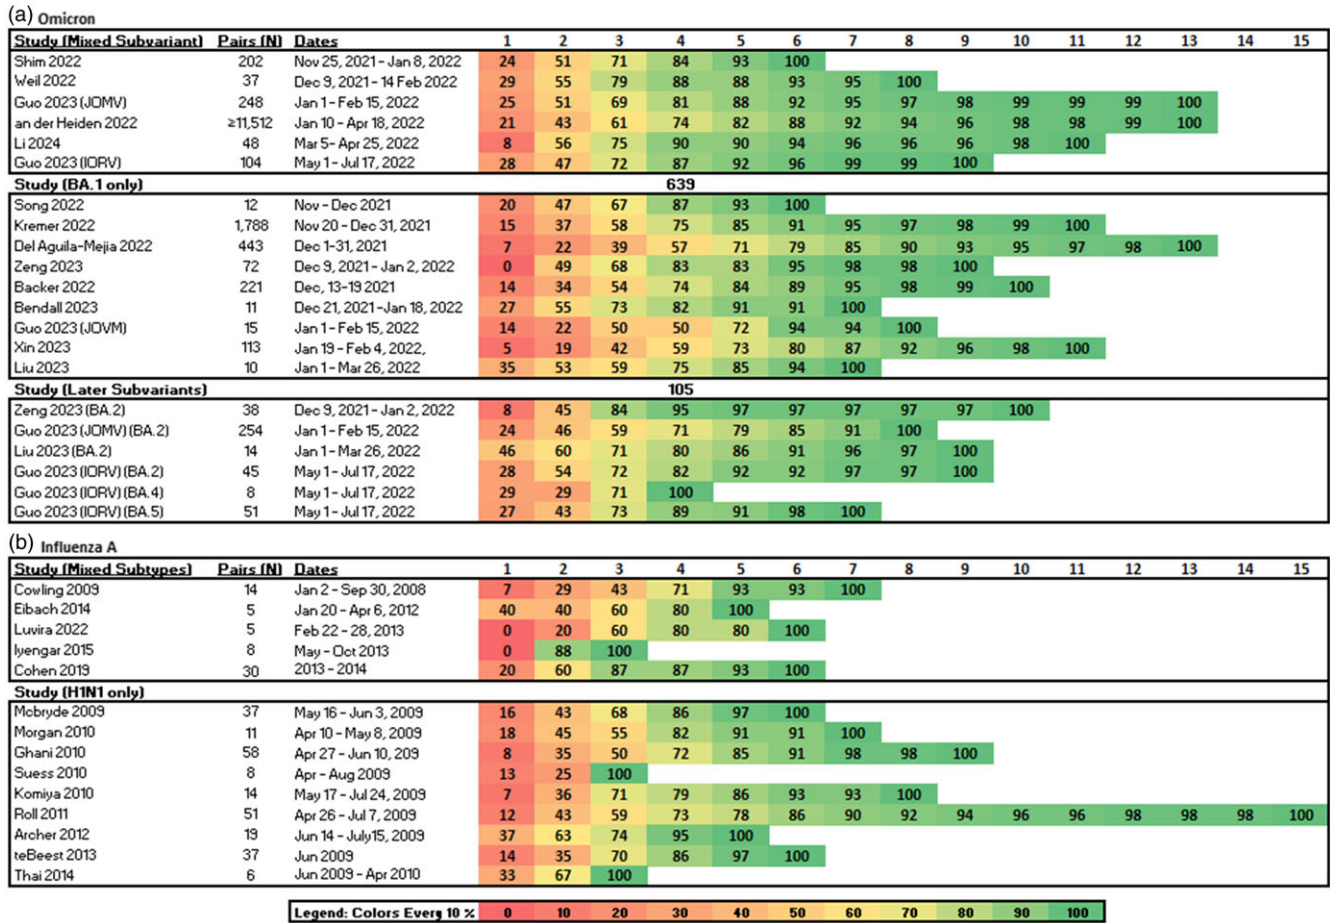 (a) Omicron
Study (Mixed Subvariant) Pairs (N) Dates 1 2 3 4 5 6 7 8 9 10 11 12 13 14 15
Shim 2022 202 Nov 25, 2021 - Jan 8, 2022 24 51 71 84 93 100
Weil 2022 37 Dec 9, 2021 - 14 Feb 2022 29 55 79 88 88 93 95 100
Guo 2023 (JOMV) 248 Jan 1 - Feb 15, 2022 25 51 69 81 88 92 95 97 98 99 99 99 100
an der Heiden 2022 ≥11,512 Jan 10 - Apr 18, 2022 21 43 61 74 82 88 92 94 96 98 98 99 100
Li 2024 48 Mar 5- Apr 25, 2022 8 56 75 90 90 94 96 96 96 98 100
Guo 2023 (IORV) 104 May 1 - Jul 17, 2022 28 47 72 87 92 96 99 99 100
Study (BA.1 only) 639
Song 2022 12 Nov - Dec 2021 20 47 67 87 93 100
Kremer 2022 1,788 Nov 20 - Dec 31, 2021 15 37 58 75 85 91 95 97 98 99 100
Del Aguila-Mejia 2022 443 Dec 1-31, 2021 7 22 39 57 71 79 85 90 93 95 97 98 100
Zeng 2023 72 Dec 9, 2021 - Jan 2, 2022 0 49 68 83 83 95 98 98 100
Backer 2022 221 Dec, 13-19 2021 14 34 54 74 84 89 95 98 99 100
Bendall 2023 11 Dec 21, 2021 -Jan 18, 2022 27 55 73 82 91 91 100
Guo 2023 (JOVM) 15 Jan 1 - Feb 15, 2022 14 22 50 50 72 94 94 100
Xin 2023 113 Jan 19 - Feb 4, 2022, 5 19 42 59 73 80 87 92 96 98 100
Liu 2023 10 Jan 1 - Mar 26, 2022 35 53 59 75 85 94 100
Study (Later Subvariants) 105
Zeng 2023 (BA.2) 38 Dec 9, 2021 - Jan 2, 2022 8 45 84 95 97 97 97 97 97 100
Guo 2023 (JOMV) (BA.2) 254 Jan 1 - Feb 15, 2022 24 46 59 71 79 85 91 100
Liu 2023 (BA.2) 14 Jan 1 - Mar 26, 2022 46 60 71 80 86 91 96 97 100
Guo 2023 (IORV) (BA.2) 45 May 1 - Jul 17, 2022 28 54 72 82 92 92 97 97 100
Guo 2023 (IORV) (BA.4) 8 May 1 - Jul 17, 2022 29 29 71 100
Guo 2023 (IORV) (BA.5) 51 May 1 - Jul 17, 2022 27 43 73 89 91 98 100
(b) Influenza A
Study (Mixed Subtypes) Pairs (N) Dates 1 2 3 4 5 6 7 8 9 10 11 12 13 14 15
Cowling 2009 14 Jan 2 - Sep 30, 2008 7 29 43 71 93 93 100
Eibach 2014 5 Jan 20 - Apr 6, 2012 40 40 60 80 100
Luvira 2022 5 Feb 22 - 28, 2013 0 20 60 80 80 100
Iyengar 2015 8 May - Oct 2013 0 88 100
Cohen 2019 30 2013 - 2014 20 60 87 87 93 100
Study (H1N1 only)
Mcbryde 2009 37 May 16 - Jun 3, 2009 16 43 68 86 97 100
Morgan 2010 11 Apr 10 - May 8, 2009 18 45 55 82 91 91 100
Ghani 2010 58 Apr 27 - Jun 10, 209 8 35 50 72 85 91 98 98 100
Suess 2010 8 Apr - Aug 2009 13 25 100
Komiya 2010 14 May 17 - Jul 24, 2009 7 36 71 79 86 93 93 100
Roll 2011 51 Apr 26 - Jul 7, 2009 12 43 59 73 78 86 90 92 94 96 96 98 98 98 100
Archer 2012 19 Jun 14 - July15, 2009 37 63 74 95 100
teBeest 2013 37 Jun 2009 14 35 70 86 97 100
Thai 2014 6 Jun 2009 - Apr 2010 33 67 100
Legend: Colors Every 10 % 0 10 20 30 40 50 60 70 80 90 100